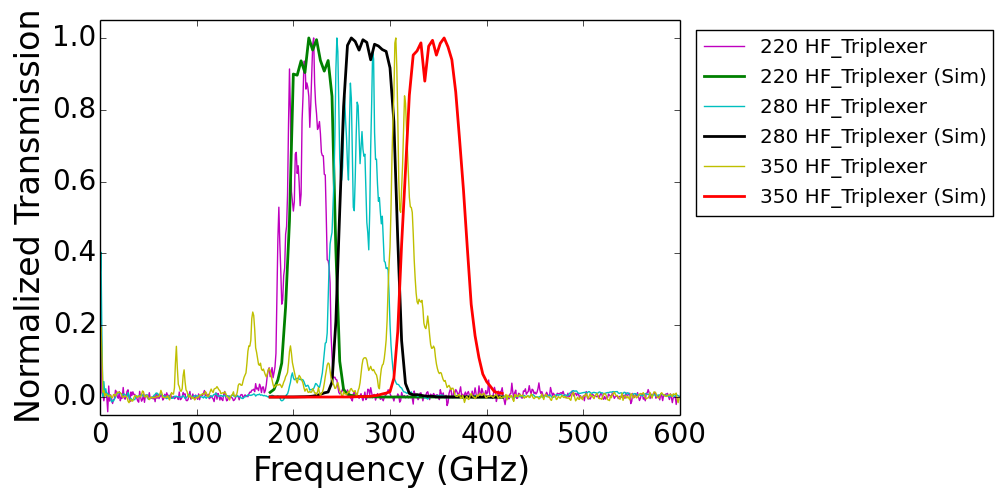 Normalized Transmission
1.0
0.8
0.6
0.4
0.2
0.0
0 100 200 300 400 500 600
Frequency (GHz)
220 HF_Triplexer
220 HF_Triplexer (Sim)
280 HF_Triplexer
280 HF_Triplexer (Sim)
350 HF_Triplexer
350 HF_Triplexer (Sim)